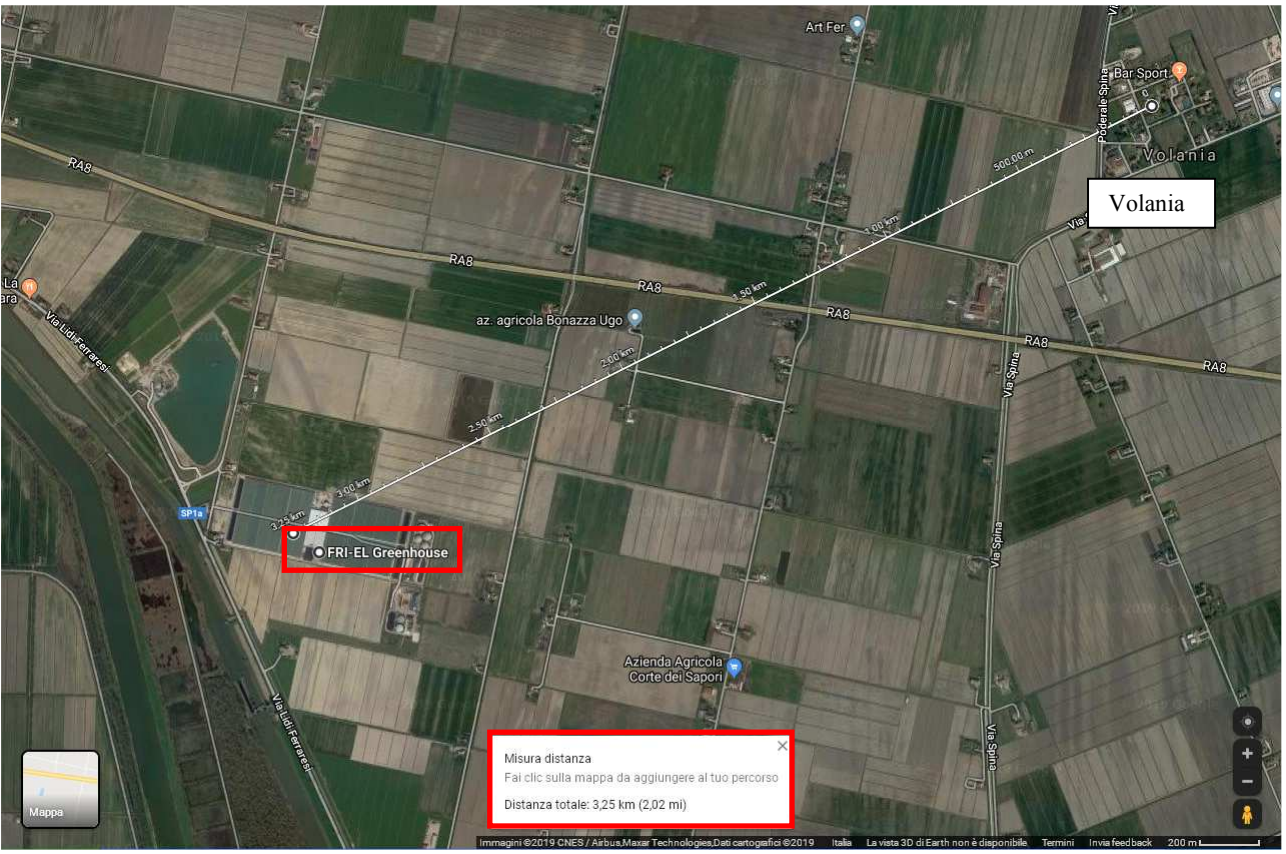 Art Fer
Bar Sport
Poderale Spina
0
500.00 m
Volania
Volania
RA8
1.00 km
RA8
RA8
1.50 km
RA8
RA8
RA8
La
ara
Via Lidi Ferraresi
az. agricola Bonazza Ugo
2.00 km
Via Spina
2.50 km
3.00 km
SP1a
3.25 km
FRI-EL Greenhouse
Via Spina
Azienda Agricola
Corte dei Sapori
Via Lidi Ferraresi
Via Spina
Misura distanza
Fai clic sulla mappa da aggiungere al tuo percorso
Distanza totale: 3,25 km (2,02 mi)
Mappa
Immagini ©2019 CNES / Airbus,Maxar Technologies,Dati cartografici ©2019 Italia La vista 3D di Earth non è disponibile Termini Invia feedback 200 m